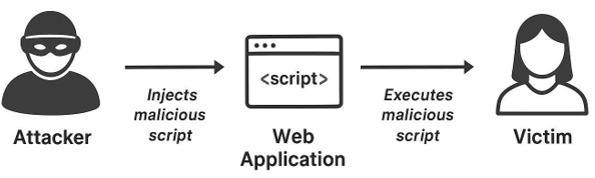 <script>
Injects
malicious
script
Executes
malicious
script
Attacker
Web
Application
Victim